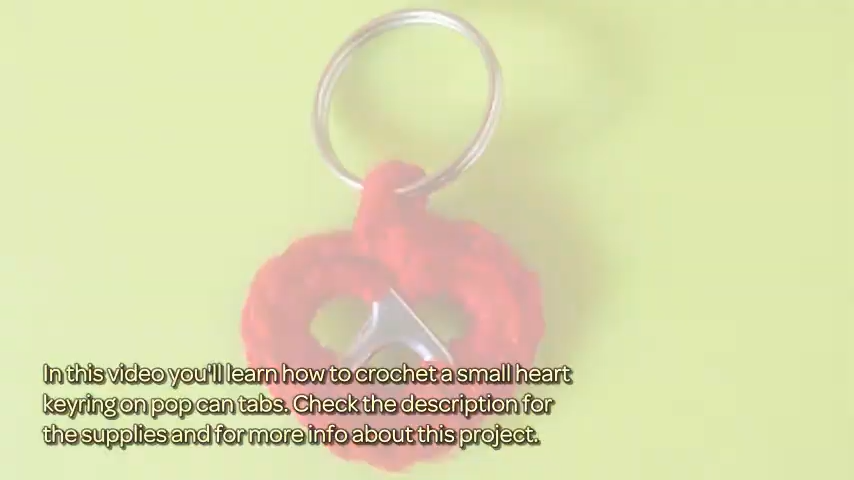 In this video you'll learn how to crochet a small heart
keyring on pop can tabs. Check the description for
the supplies and for more info about this project.